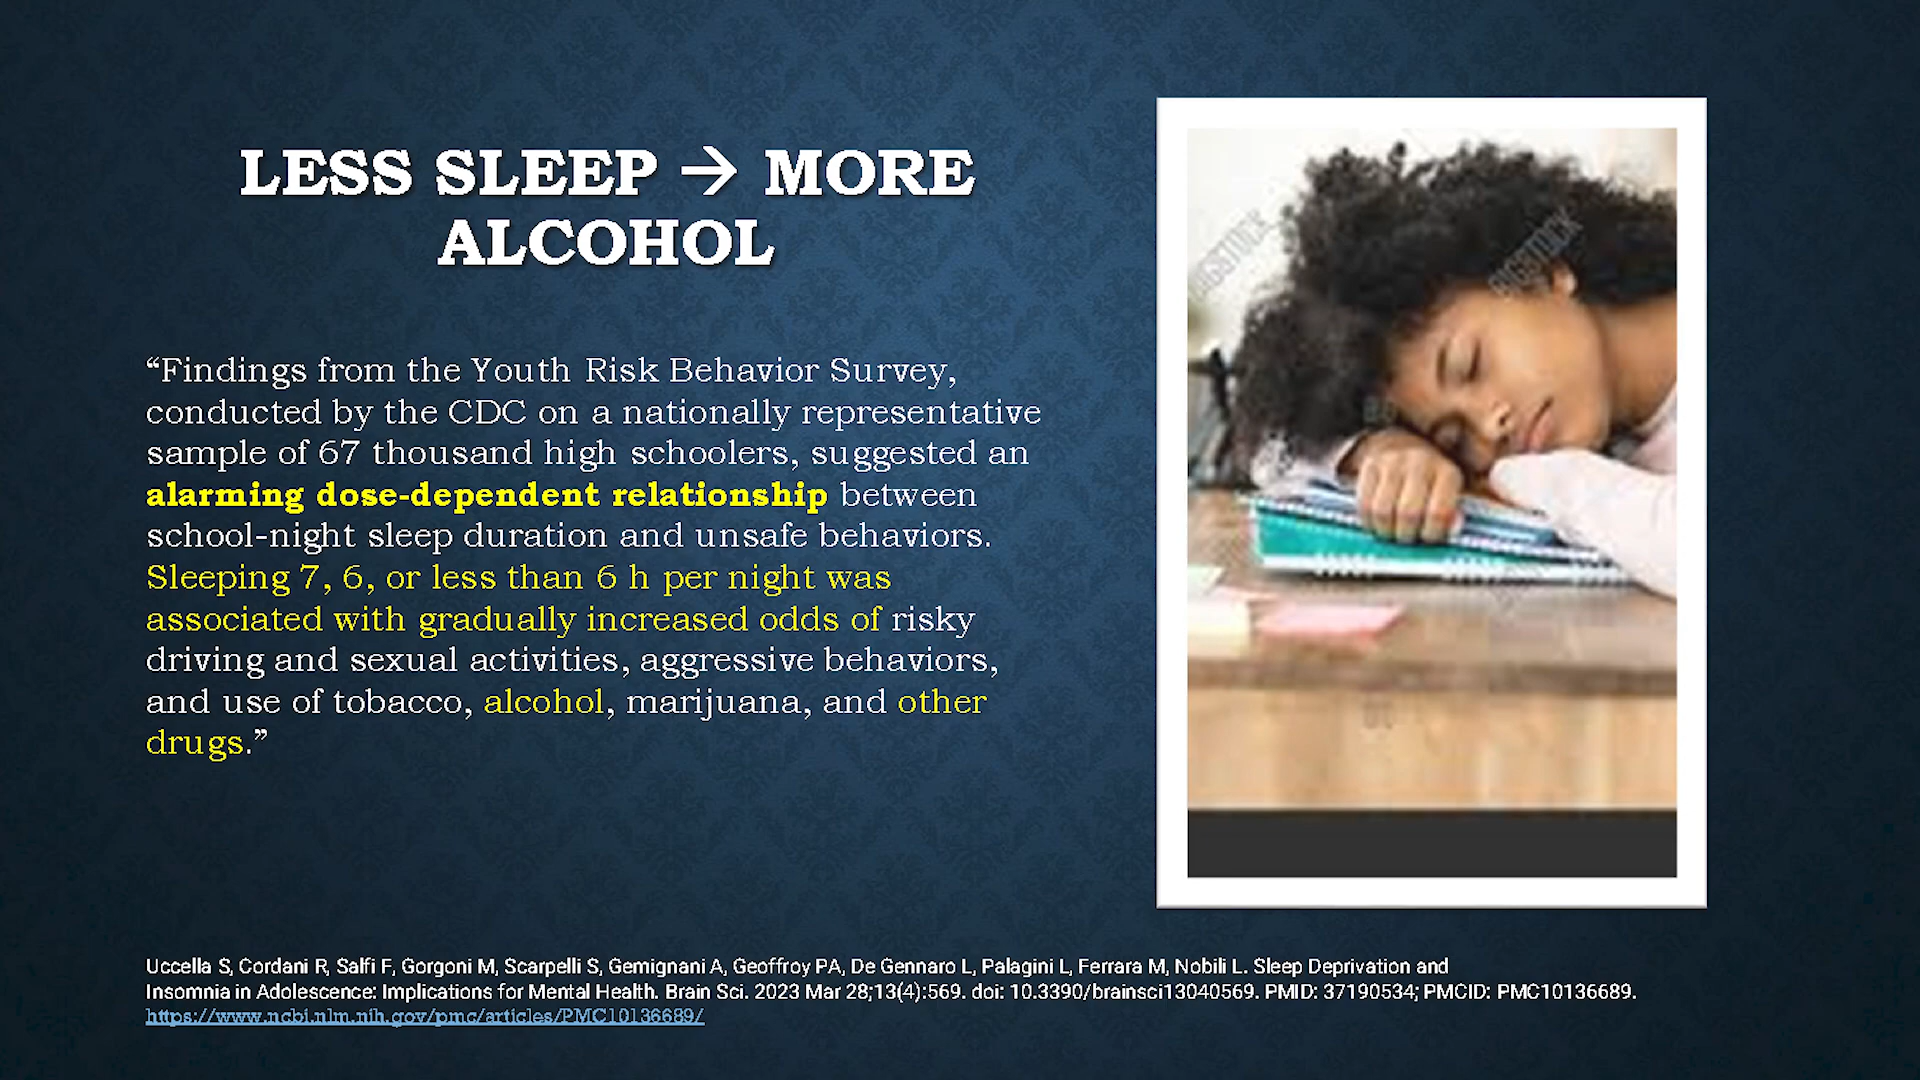 LESS SLEEP → MORE
ALCOHOL
“Findings from the Youth Risk Behavior Survey,
conducted by the CDC on a nationally representative
sample of 67 thousand high schoolers, suggested an
alarming dose-dependent relationship between
school-night sleep duration and unsafe behaviors.
Sleeping 7, 6, or less than 6 h per night was
associated with gradually increased odds of risky
driving and sexual activities, aggressive behaviors,
and use of tobacco, alcohol, marijuana, and other
drugs.”
BIGSTOCK
BIGSTOCK
Uccella S, Cordani R, Salfi F, Gorgoni M, Scarpelli S, Gemignani A, Geoffroy PA, De Gennaro L, Palagini L, Ferrara M, Nobili L. Sleep Deprivation and
Insomnia in Adolescence: Implications for Mental Health. Brain Sci. 2023 Mar 28;13(4):569. doi: 10.3390/brainsci13040569. PMID: 37190534; PMCID: PMC10136689.
https://www.ncbi.nlm.nih.gov/pmc/articles/PMC10136689/